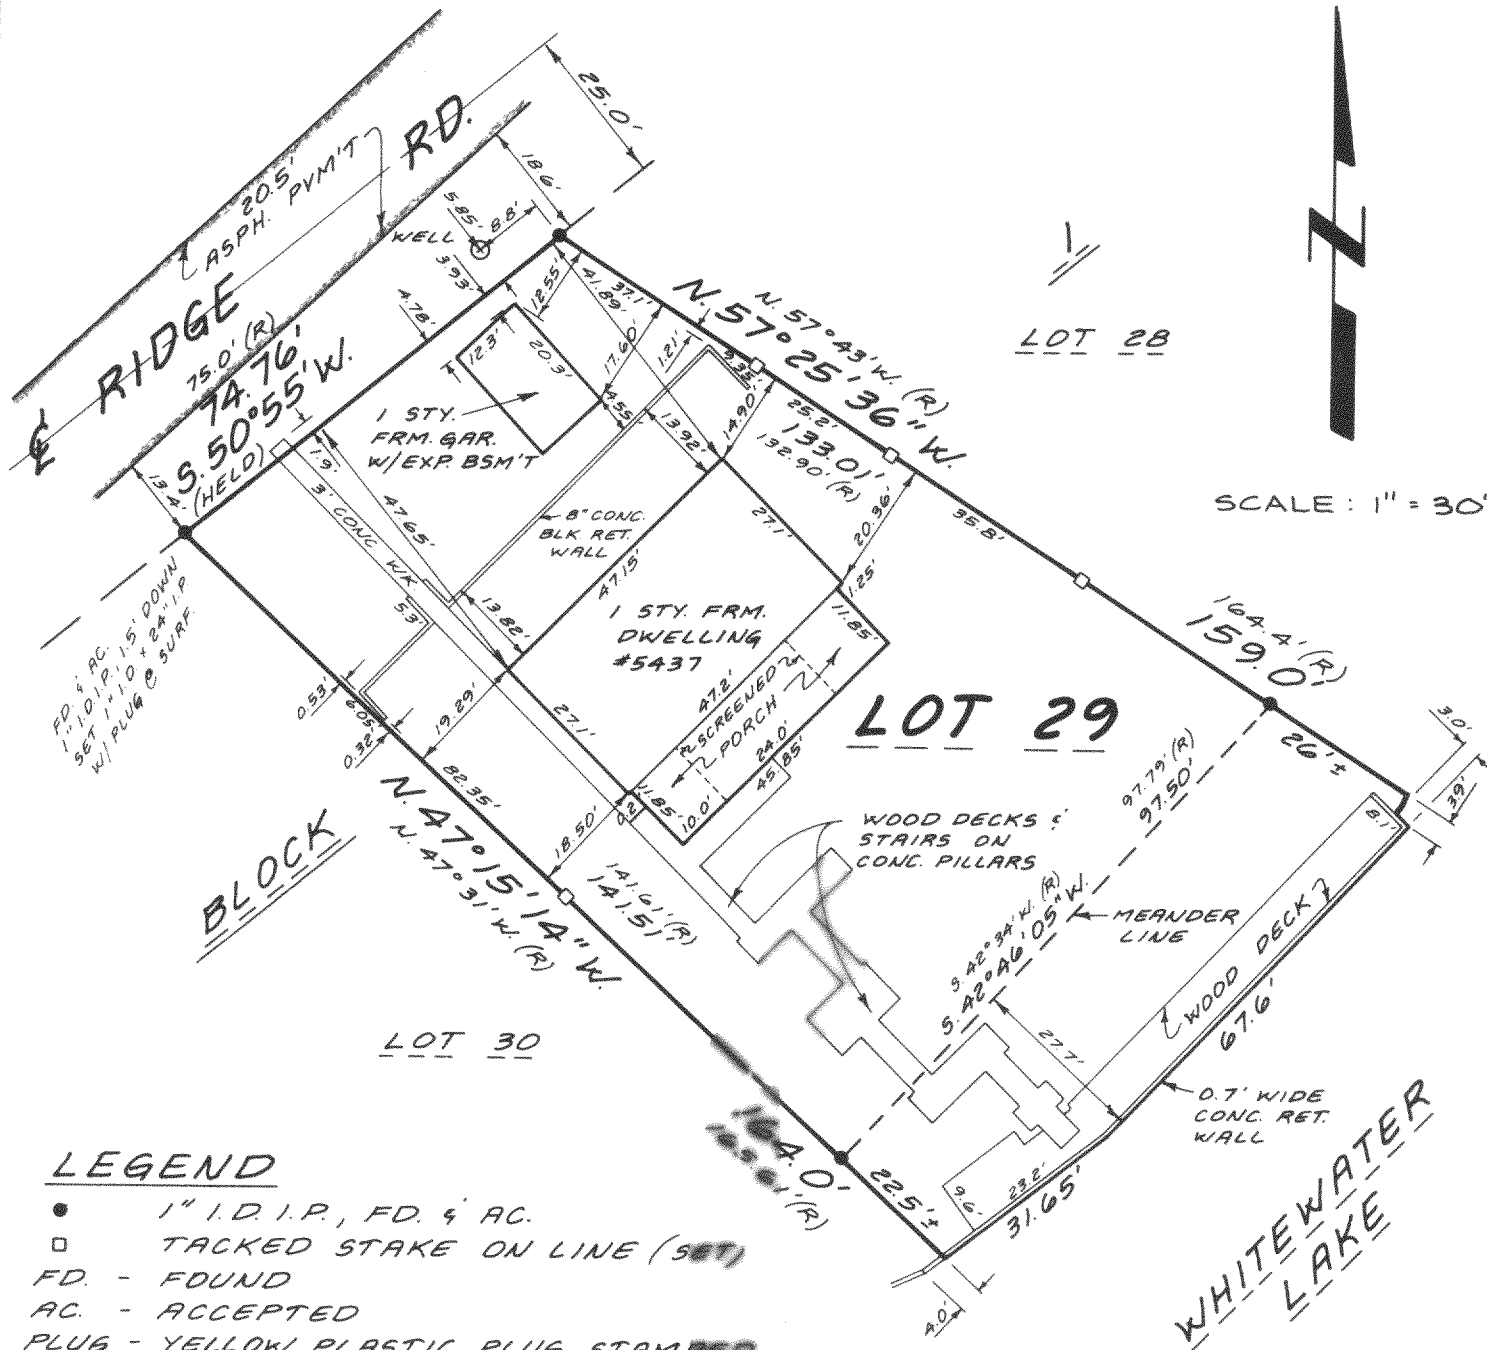 25.0'
20.5'
ASPH. PVM'T
RIDGE RD.
18.6'
5.85'
8.8'
WELL
3.93'
4.78'
75.0' (R)
74.76'
S. 50°55' W.
(HELD)
13.4'
12.55'
41.89'
37.1'
12.3'
20.3'
17.60'
1.21'
9.35'
4.55'
13.92'
14.90'
1 STY.
FRM. GAR.
W/EXP. BSM'T
N. 57°43' W. (R)
N. 57°25'36" W.
25.2'
133.01'
132.90' (R)
LOT 28
SCALE: 1" = 30'
1.9'
3' CONC. WK.
47.65'
8" CONC.
BLK. RET.
WALL
47.15'
27.1'
20.36'
35.8'
1.25'
11.85'
13.82'
1 STY. FRM.
DWELLING
#5437
5.3'
FD. & AC.
1" I.D.I.P., 1.5' DOWN
SET 1" I.D. x 24" I.P.
W/ PLUG @ SURF.
0.53'
6.05'
0.32'
19.29'
27.1'
47.2'
SCREENED
PORCH
24.0'
45.85'
11.85'
10.0'
0.2'
18.50'
82.35'
LOT 29
164.4' (R)
159.0'
26'±
3.0'
3.9'
8.1'
97.79' (R)
97.50'
WOOD DECKS &
STAIRS ON
CONC. PILLARS
N. 47°15'14" W.
N. 47°31' W. (R)
141.61' (R)
141.51'
BLOCK
S. 42°34' W. (R)
S. 42°46'05" W.
MEANDER
LINE
WOOD DECK
67.6'
27.7'
0.7' WIDE
CONC. RET.
WALL
LOT 30
4.0'
(R)
22.5'±
9.6'
23.2'
31.65'
4.0'
WHITEWATER
LAKE
LEGEND
1" I.D. I.P., FD. & AC.
TACKED STAKE ON LINE (SET)
FD. - FOUND
AC. - ACCEPTED
PLUG - YELLOW PLASTIC PLUG